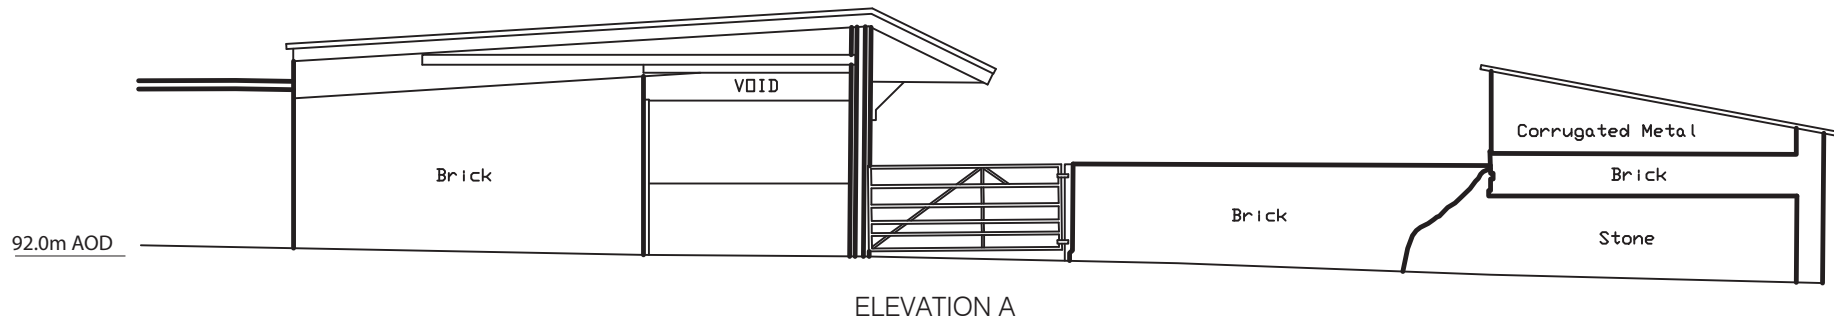 VOID
Corrugated Metal
Brick
Brick
Brick
Stone
92.0m AOD
ELEVATION A